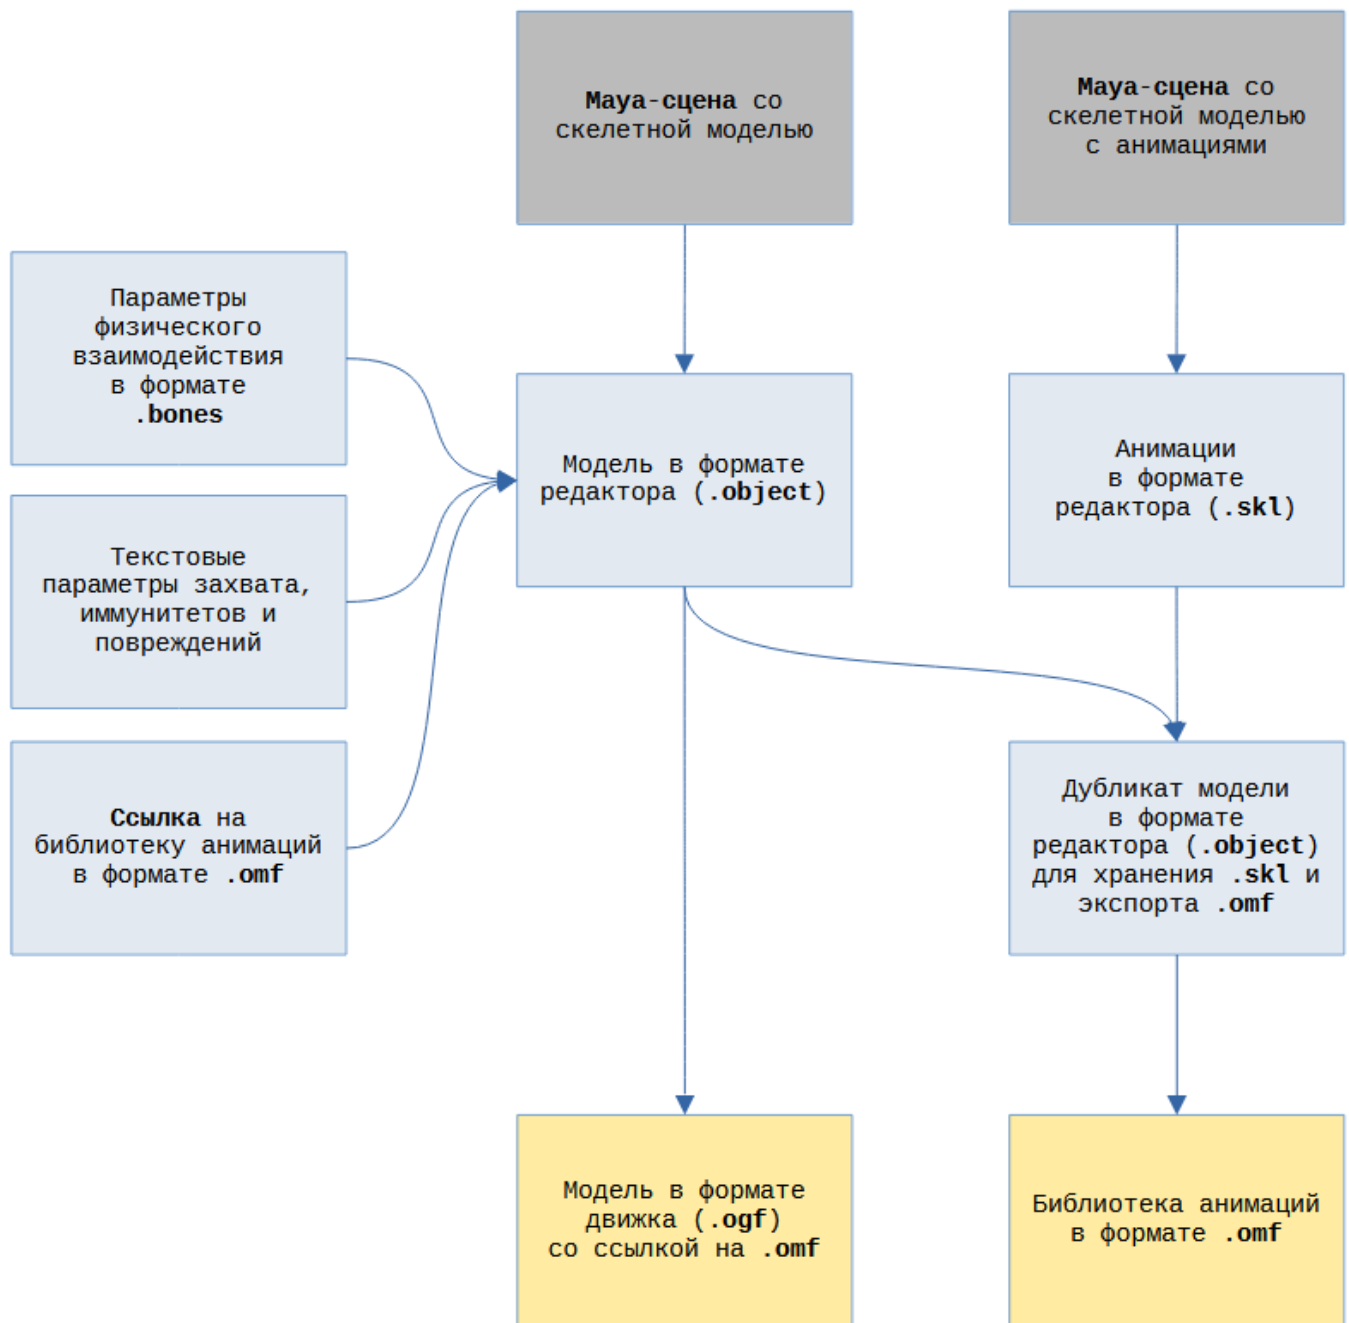 Maya-сцена со
скелетной моделью
Maya-сцена со
скелетной моделью
с анимациями
Параметры
физического
взаимодействия
в формате
.bones
Модель в формате
редактора (.object)
Анимации
в формате
редактора (.skl)
Текстовые
параметры захвата,
иммунитетов и
повреждений
Ссылка на
библиотеку анимаций
в формате .omf
Дубликат модели
в формате
редактора (.object)
для хранения .skl и
экспорта .omf
Модель в формате
движка (.ogf)
со ссылкой на .omf
Библиотека анимаций
в формате .omf